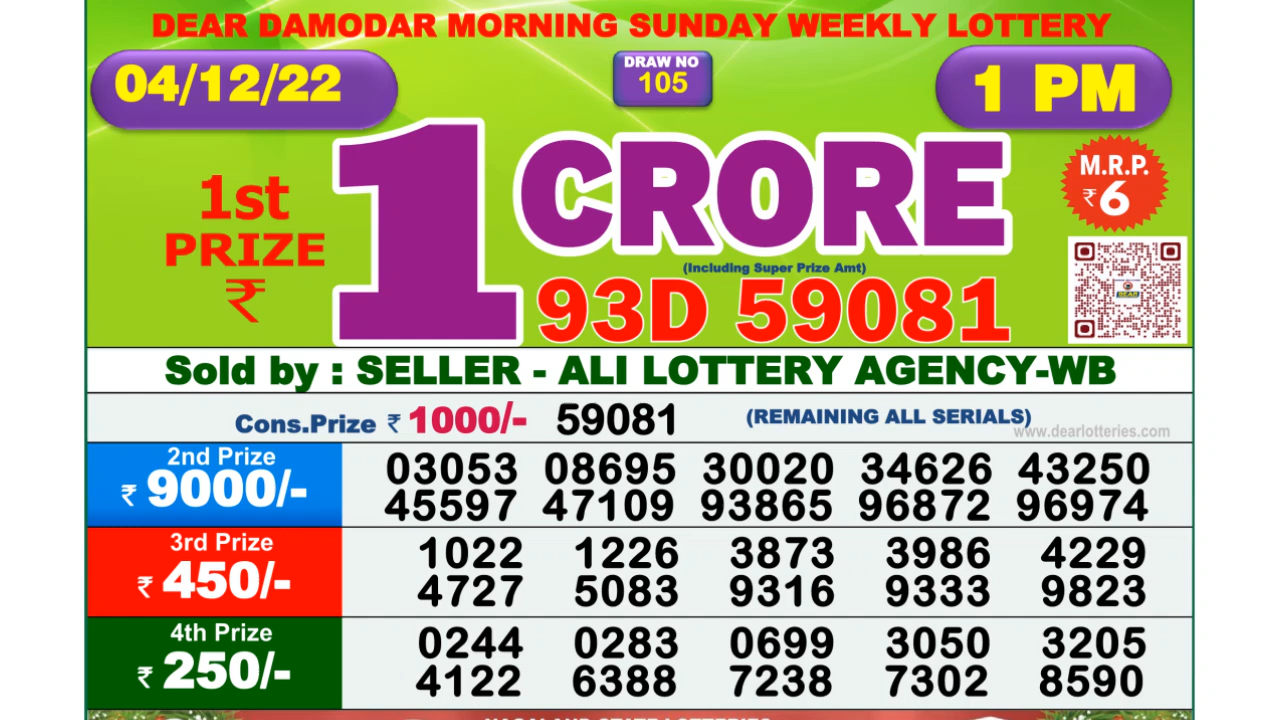 DEAR DAMODAR MORNING SUNDAY WEEKLY LOTTERY
04/12/22
DRAW NO
105
1 PM
1st
PRIZE
₹
1 CRORE
(Including Super Prize Amt)
93D 59081
M.R.P.
₹6
DEAR
Sold by : SELLER - ALI LOTTERY AGENCY-WB
Cons.Prize ₹ 1000/- 59081 (REMAINING ALL SERIALS)
www.dearlotteries.com
2nd Prize
₹ 9000/-
03053 08695 30020 34626 43250
45597 47109 93865 96872 96974
3rd Prize
₹ 450/-
1022 1226 3873 3986 4229
4727 5083 9316 9333 9823
4th Prize
₹ 250/-
0244 0283 0699 3050 3205
4122 6388 7238 7302 8590
NAGALAND STATE LOTTERIES